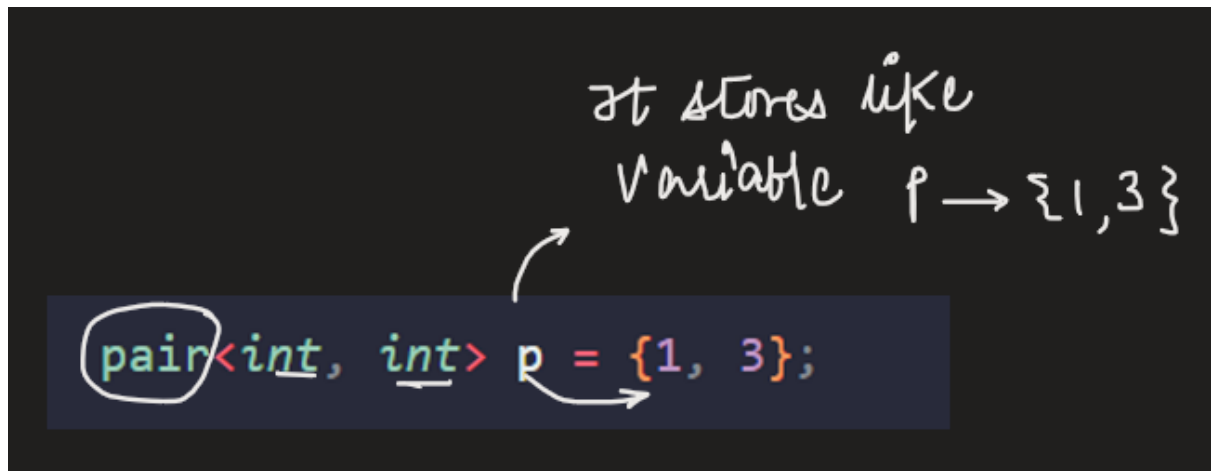 It stores like
variable p → {1,3}
pair<int, int> p = {1, 3};